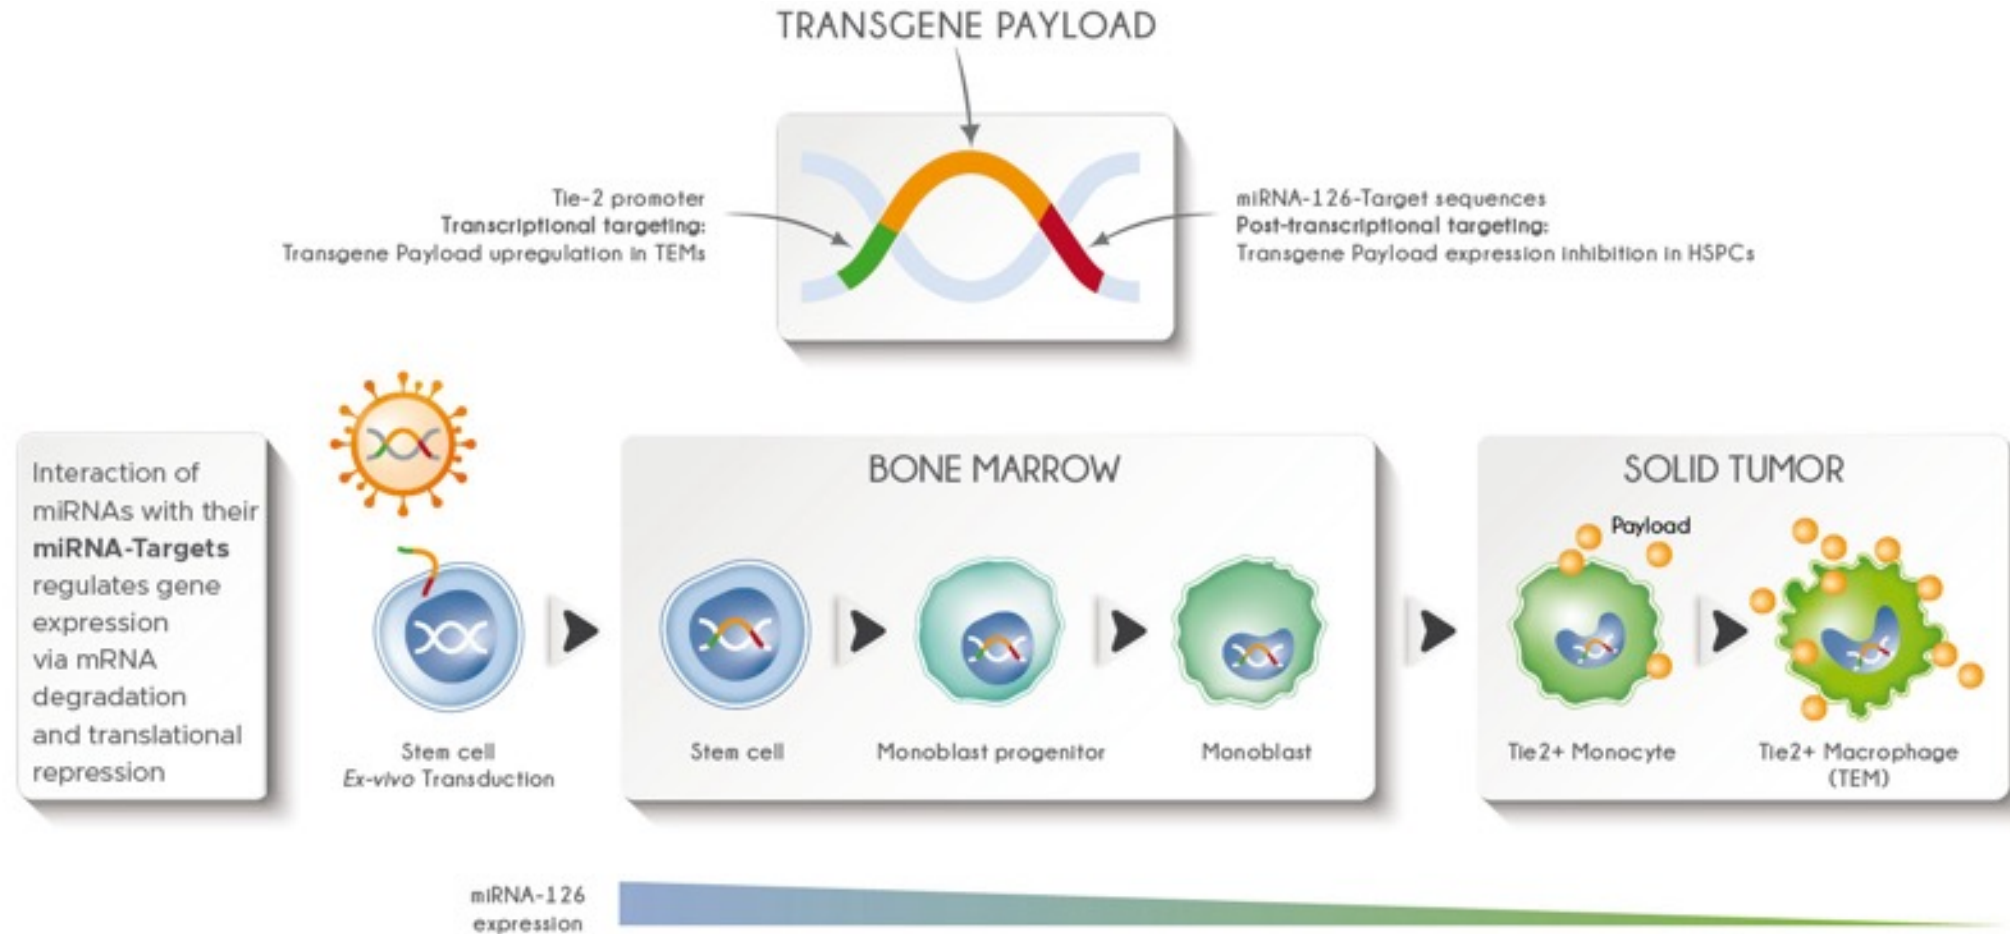 TRANSGENE PAYLOAD
Tie-2 promoter
Transcriptional targeting:
Transgene Payload upregulation in TEMs
miRNA-126-Target sequences
Post-transcriptional targeting:
Transgene Payload expression inhibition in HSPCs
Interaction of
miRNAs with their
miRNA-Targets
regulates gene
expression
via mRNA
degradation
and translational
repression
Stem cell
Ex-vivo Transduction
BONE MARROW
Stem cell
Monoblast progenitor
Monoblast
SOLID TUMOR
Payload
Tie2+ Monocyte
Tie2+ Macrophage
(TEM)
miRNA-126
expression